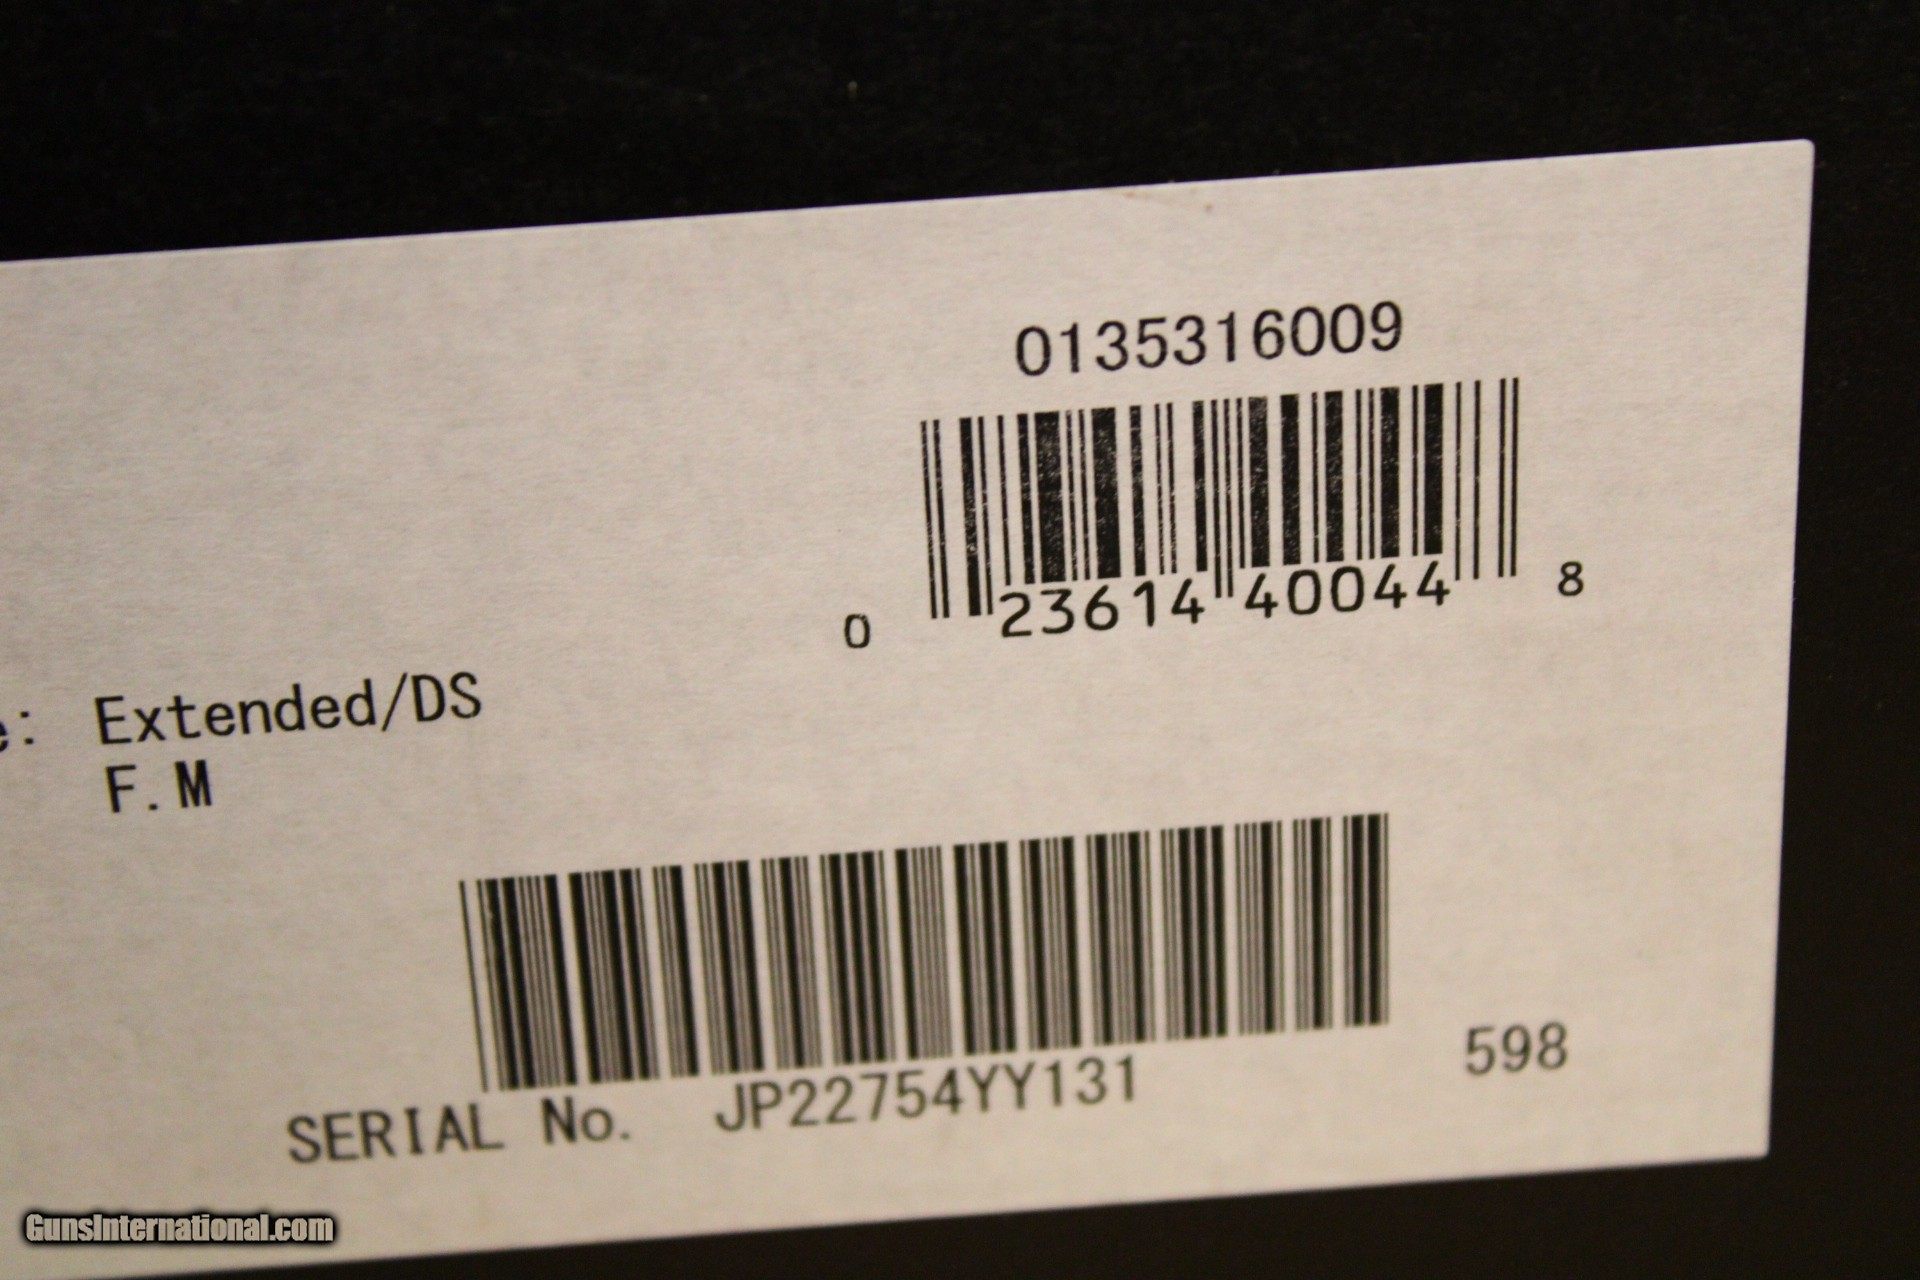 0135316009
0 23614 40044 8
: Extended/DS
F.M
SERIAL No. JP22754YY131 598
GunsInternational.com